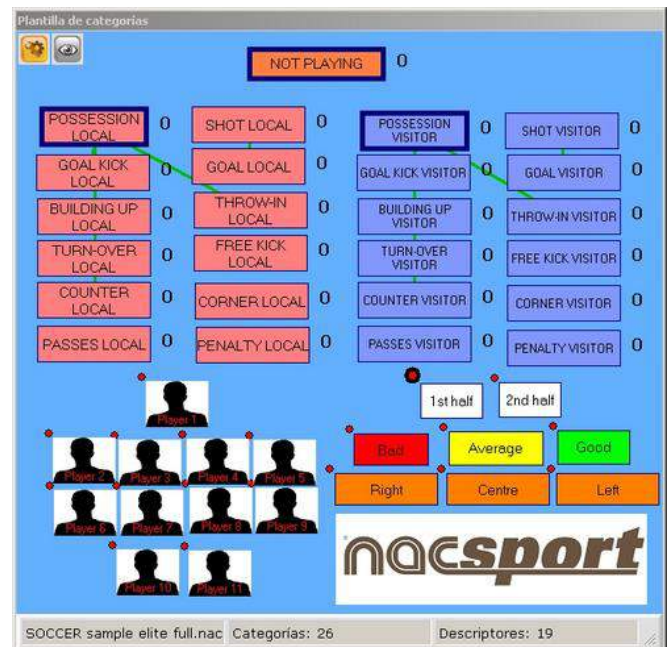 Plantilla de categorías
NOT PLAYING 0
POSSESSION LOCAL 0
SHOT LOCAL 0
POSSESSION VISITOR 0
SHOT VISITOR 0
GOAL KICK LOCAL 0
GOAL LOCAL 0
GOAL KICK VISITOR 0
GOAL VISITOR 0
BUILDING UP LOCAL 0
THROW-IN LOCAL 0
BUILDING UP VISITOR 0
THROW-IN VISITOR 0
TURN-OVER LOCAL 0
FREE KICK LOCAL 0
TURN-OVER VISITOR 0
FREE KICK VISITOR 0
COUNTER LOCAL 0
CORNER LOCAL 0
COUNTER VISITOR 0
CORNER VISITOR 0
PASSES LOCAL 0
PENALTY LOCAL 0
PASSES VISITOR 0
PENALTY VISITOR 0
1st half
2nd half
Player 1
Bad
Average
Good
Player 2
Player 3
Player 4
Player 5
Right
Centre
Left
Player 6
Player 7
Player 8
Player 9
Player 10
Player 11
nacsport
SOCCER sample elite full.nac
Categorías: 26
Descriptores: 19